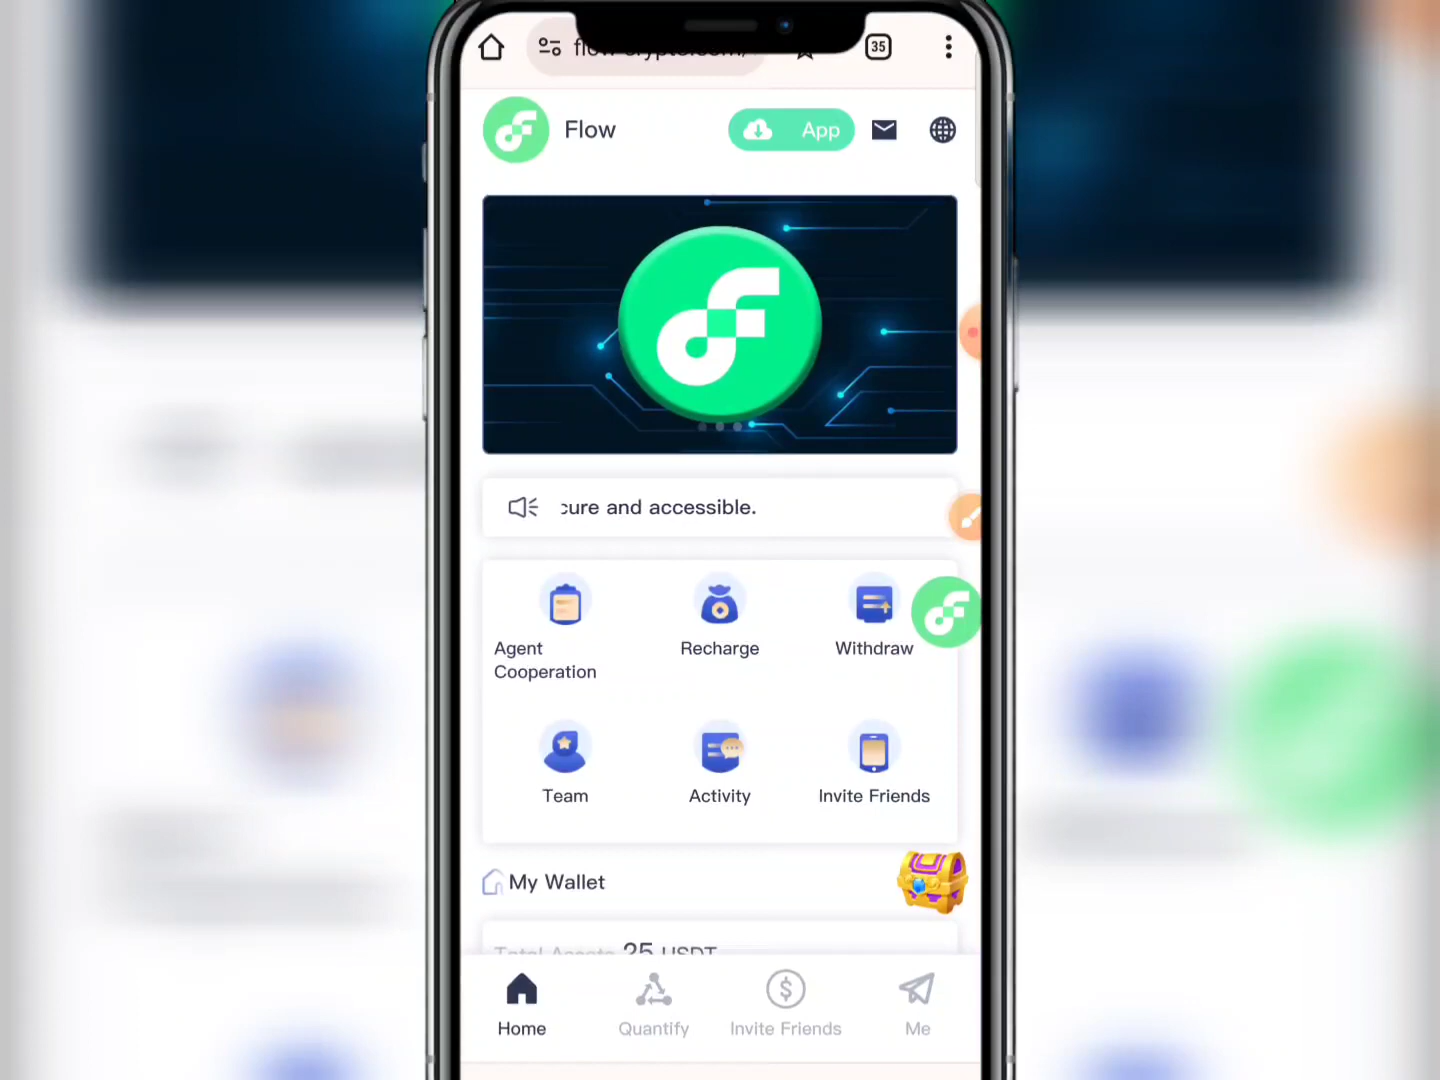 35
Flow
App
cure and accessible.
Agent
Cooperation
Recharge
Withdraw
Team
Activity
Invite Friends
My Wallet
Total Assets 25 USDT
Home
Quantify
Invite Friends
Me